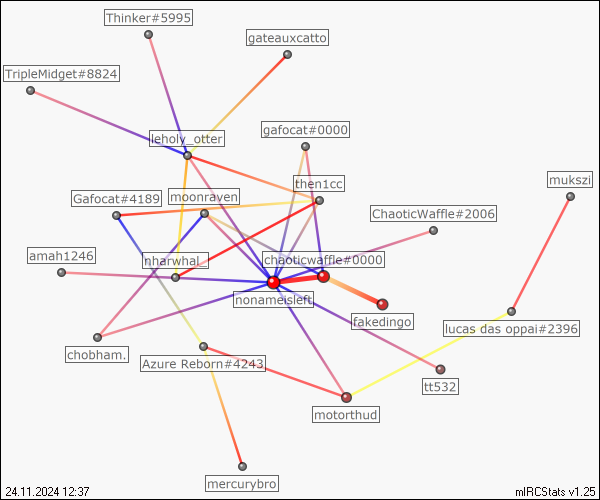 Thinker#5995
gateauxcatto
TripleMidget#8824
gafocat#0000
leholy_otter
mukszi
then1cc
Gafocat#4189
moonraven
ChaoticWaffle#2006
amah1246
nharwhal_
chaoticwaffle#0000
nonameisleft
fakedingo
lucas das oppai#2396
chobham.
Azure Reborn#4243
tt532
motorthud
mercurybro
24.11.2024 12:37
mIRCStats v1.25